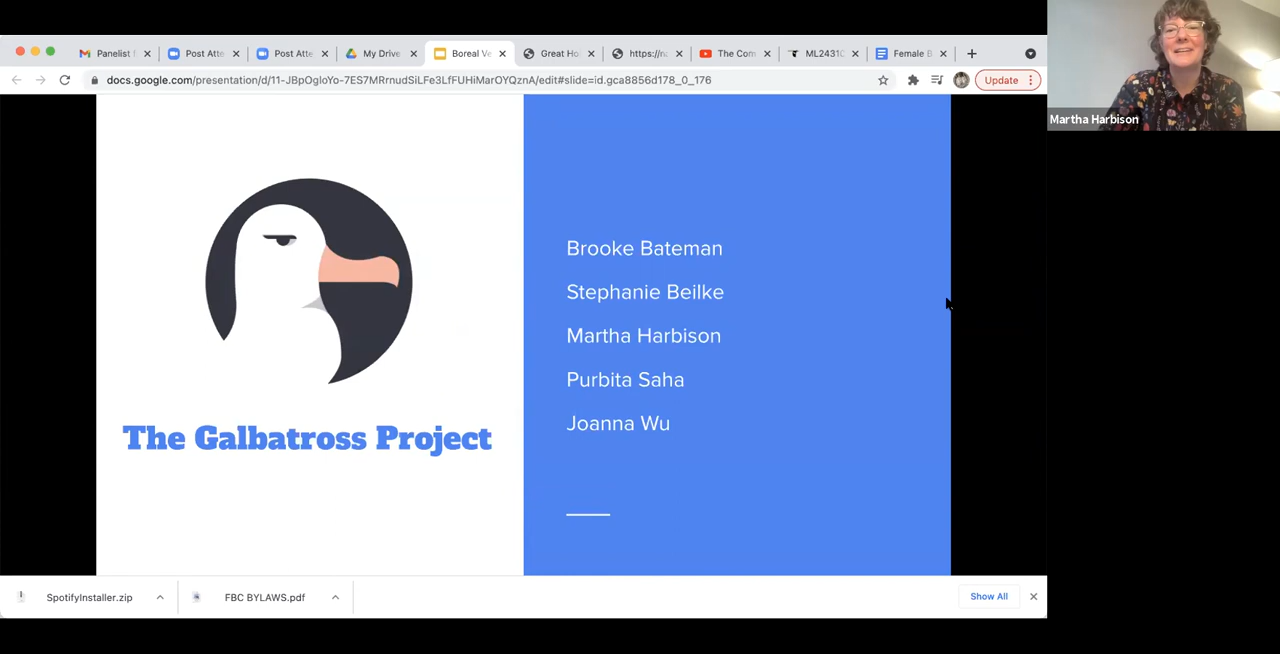 Panelist f
Post Atte
Post Atte
My Drive
Boreal Ve
Great Ho
https://n
The Com
ML2431
Female B
docs.google.com/presentation/d/11-JBpOgIoYo-7ES7MRrnudSiLFe3LfFUHiMarOYQznA/edit#slide=id.gca8856d178_0_176
Update
Martha Harbison
The Galbatross Project
Brooke Bateman
Stephanie Beilke
Martha Harbison
Purbita Saha
Joanna Wu
SpotifyInstaller.zip
FBC BYLAWS.pdf
Show All